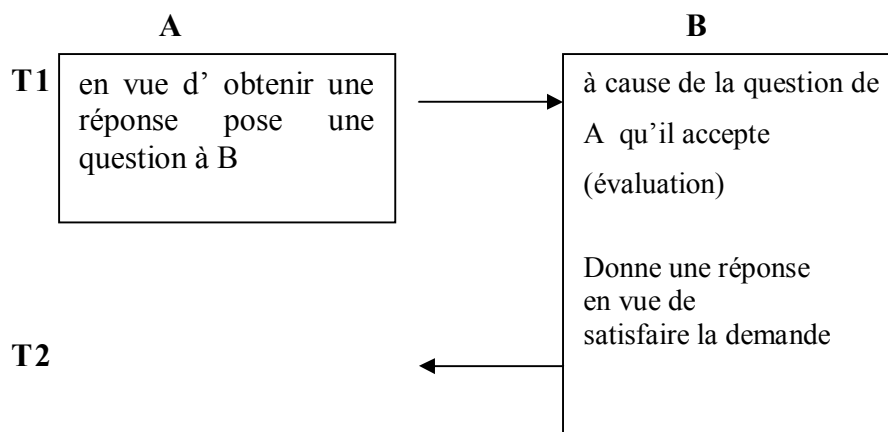 A
B
T1
en vue d' obtenir une
réponse pose une
question à B
à cause de la question de
A qu'il accepte
(évaluation)
Donne une réponse
en vue de
satisfaire la demande
T2